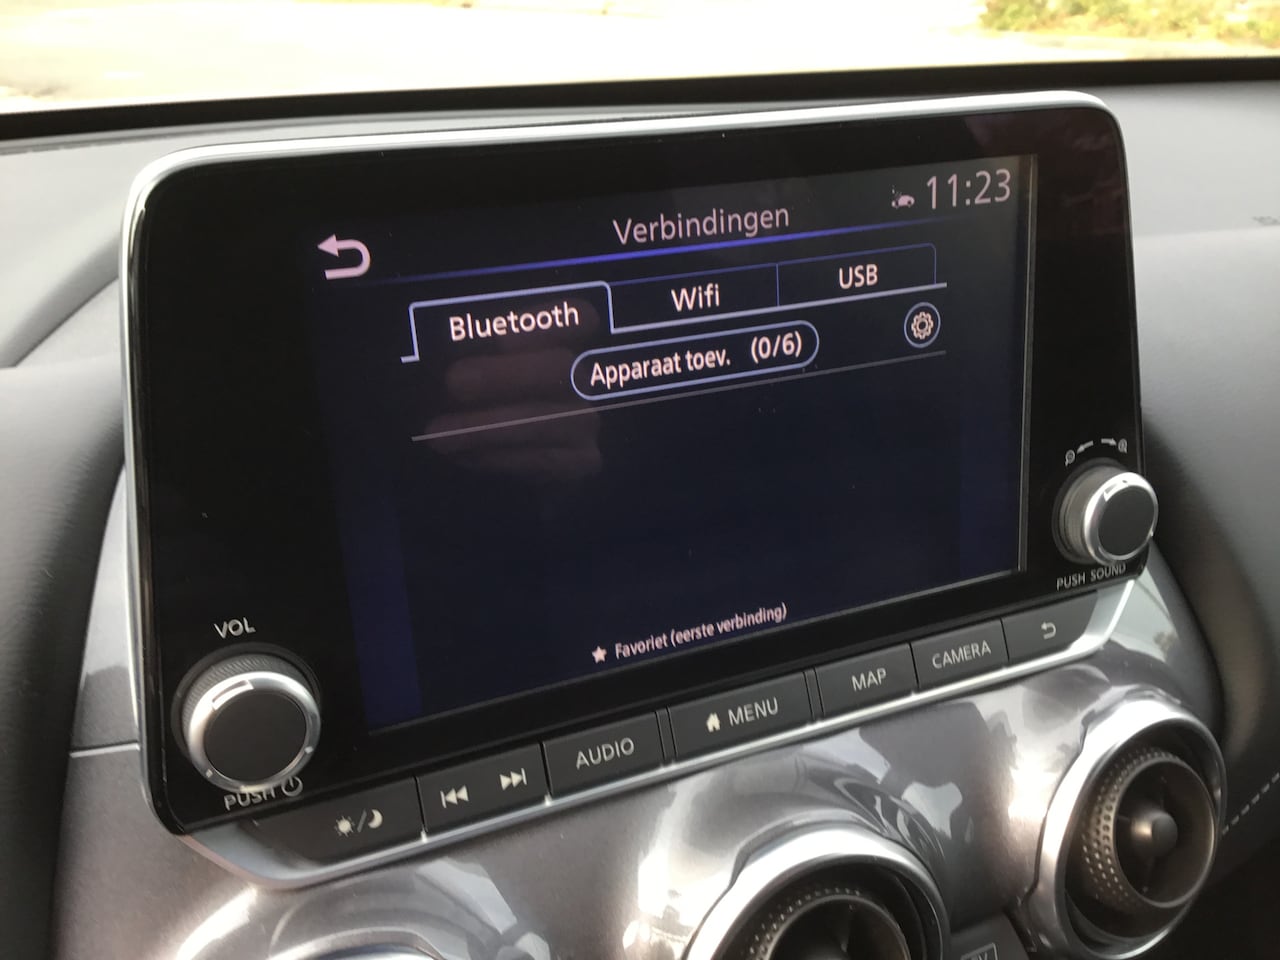 11:23
Verbindingen
Bluetooth
Wifi
USB
Apparaat toev. (0/6)
★ Favoriet (eerste verbinding)
VOL
PUSH
PUSH SOUND
AUDIO
MENU
MAP
CAMERA